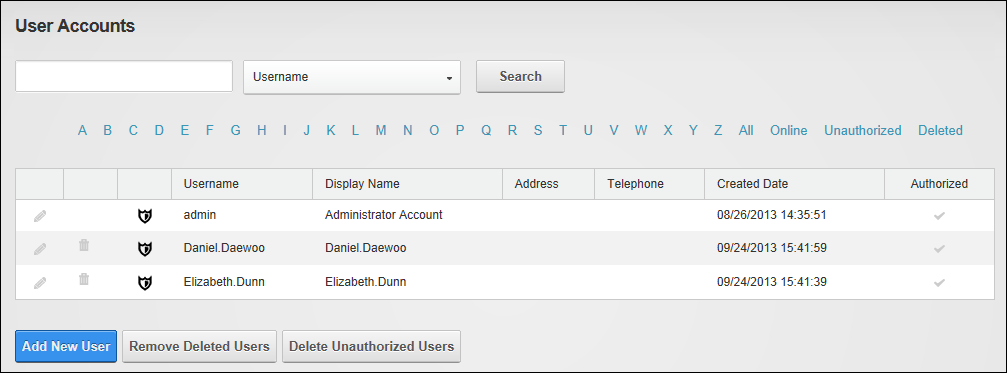 User Accounts
Username Search
A B C D E F G H I J K L M N O P Q R S T U V W X Y Z All Online Unauthorized Deleted
Username Display Name Address Telephone Created Date Authorized
admin Administrator Account 08/26/2013 14:35:51
Daniel.Daewoo Daniel.Daewoo 09/24/2013 15:41:59
Elizabeth.Dunn Elizabeth.Dunn 09/24/2013 15:41:39
Add New User Remove Deleted Users Delete Unauthorized Users